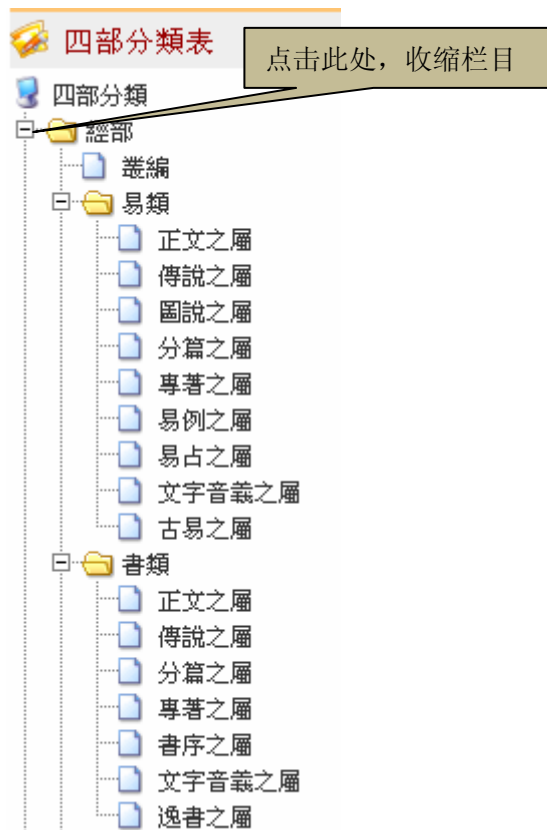 四部分類表
点击此处，收缩栏目
四部分類
經部
叢編
易類
正文之屬
傳說之屬
圖說之屬
分篇之屬
專著之屬
易例之屬
易占之屬
文字音義之屬
古易之屬
書類
正文之屬
傳說之屬
分篇之屬
專著之屬
書序之屬
文字音義之屬
逸書之屬